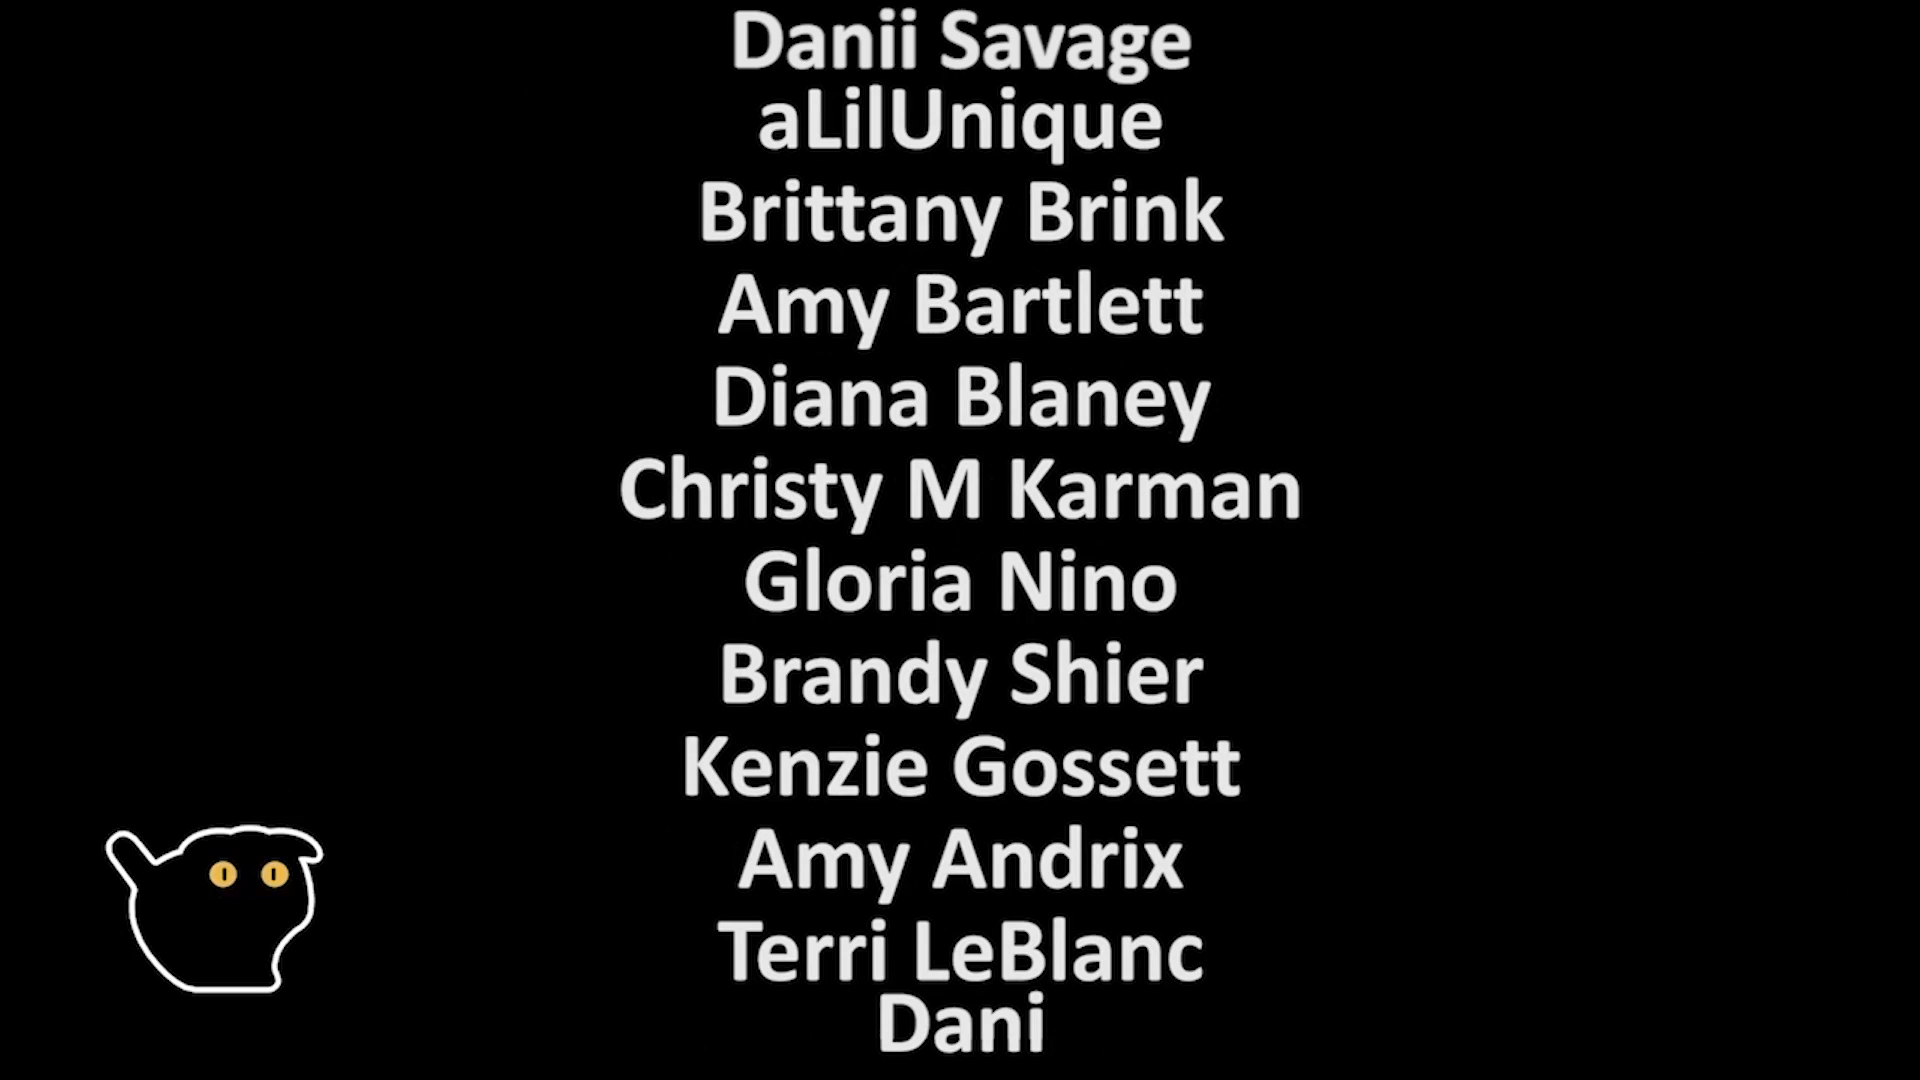 Danii Savage
aLilUnique
Brittany Brink
Amy Bartlett
Diana Blaney
Christy M Karman
Gloria Nino
Brandy Shier
Kenzie Gossett
Amy Andrix
Terri LeBlanc
Dani